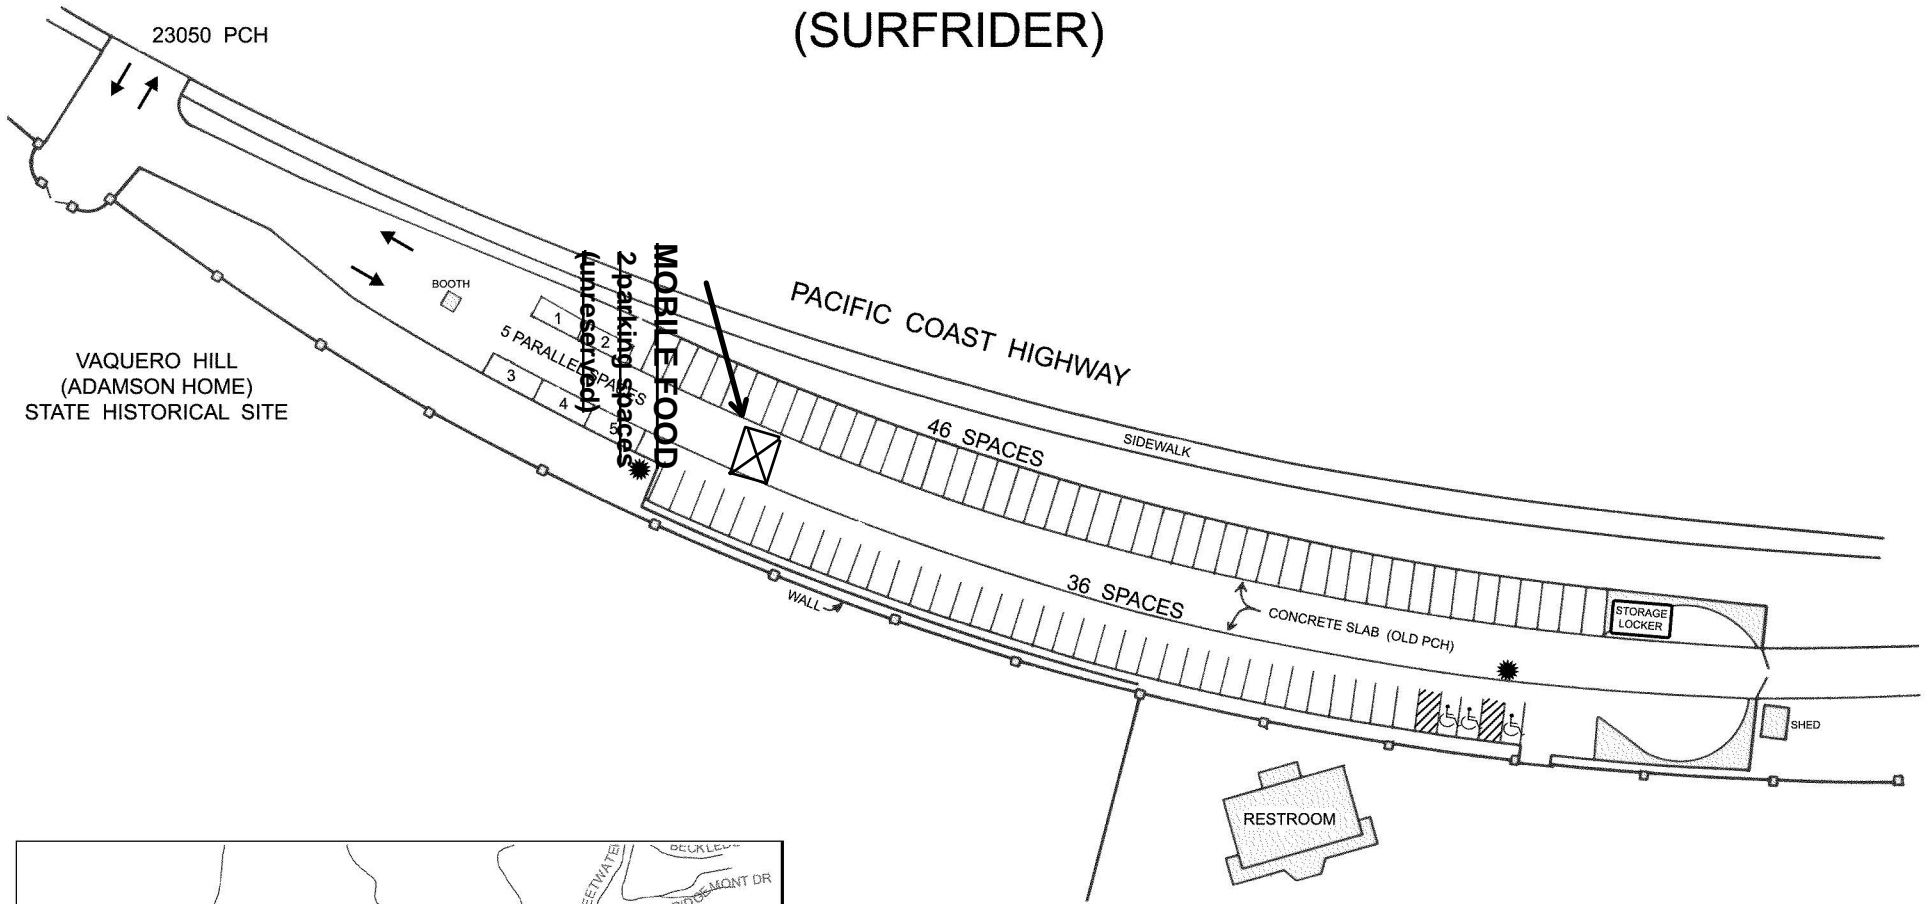 (SURFRIDER)
23050 PCH
PACIFIC COAST HIGHWAY
MOBILE FOOD
2 parking spaces
(unreserved)
BOOTH
1
2
5 PARALLEL SPACES
3
4
5
VAQUERO HILL
(ADAMSON HOME)
STATE HISTORICAL SITE
46 SPACES
SIDEWALK
36 SPACES
WALL
CONCRETE SLAB (OLD PCH)
STORAGE
LOCKER
SHED
RESTROOM